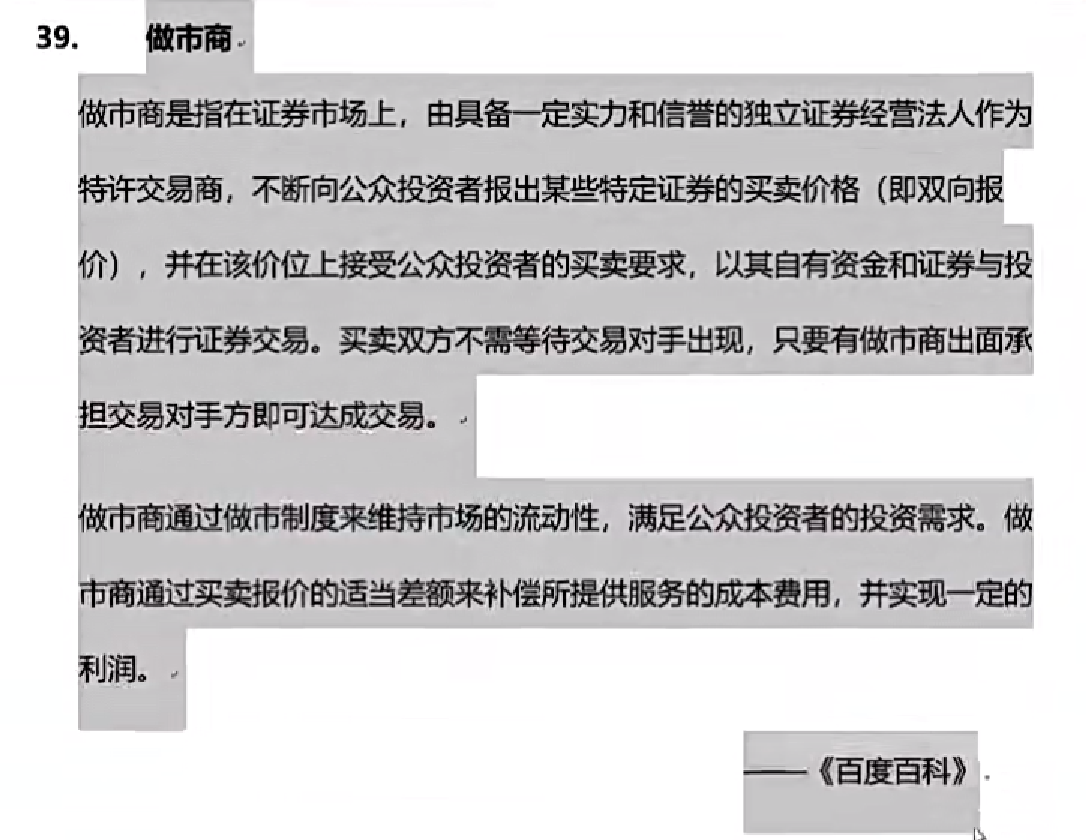 39. 做市商
做市商是指在证券市场上，由具备一定实力和信誉的独立证券经营法人作为
特许交易商，不断向公众投资者报出某些特定证券的买卖价格（即双向报
价），并在该价位上接受公众投资者的买卖要求，以其自有资金和证券与投
资者进行证券交易。买卖双方不需等待交易对手出现，只要有做市商出面承
担交易对手方即可达成交易。
做市商通过做市制度来维持市场的流动性，满足公众投资者的投资需求。做
市商通过买卖报价的适当差额来补偿所提供服务的成本费用，并实现一定的
利润。
——《百度百科》